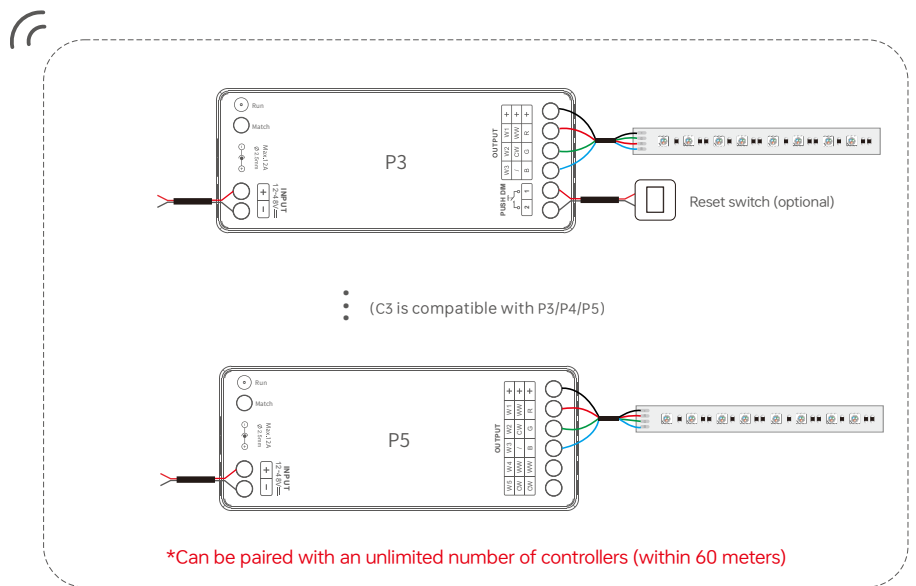 Run
Match
Max.12A
Ø 2.5mm
INPUT
12~48V
+
−
P3
OUTPUT
+ + +
W1 WW R
W2 CW G
W3 / B
PUSH DIM
1
2
Reset switch (optional)
(C3 is compatible with P3/P4/P5)
Run
Match
Max.12A
Ø 2.5mm
INPUT
12~48V
+
−
P5
OUTPUT
+ + +
W1 WW R
W2 CW G
W3 / B
W4 WW WW
W5 CW CW
*Can be paired with an unlimited number of controllers (within 60 meters)